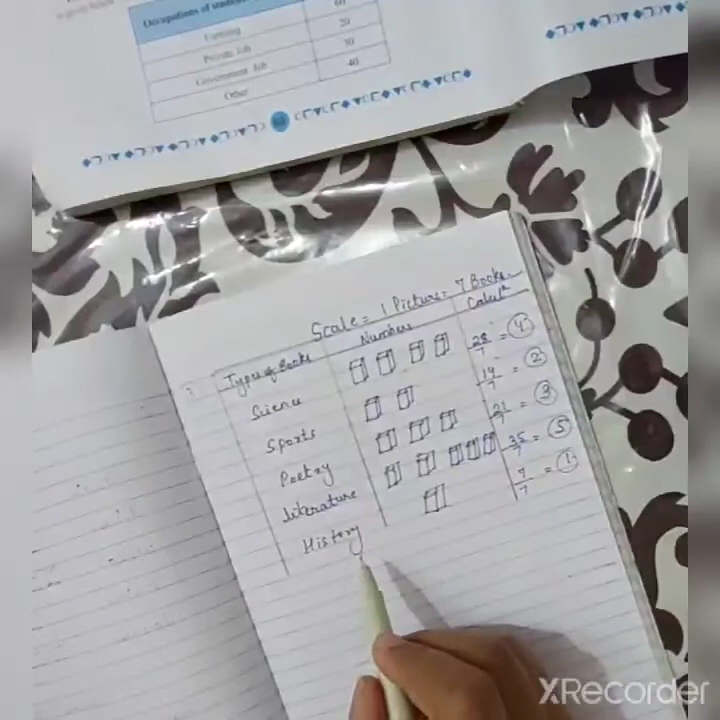 Occupations of students
60
Farming 20
Private Job 30
Government Job 40
Other
Scale = 1 Picture = 7 Books.
Types of Books Numbers Calculn
Science 28/7 = 4
Sports 14/7 = 2
Poetry 21/7 = 3
Literature 35/7 = 5
History 7/7 = 1
XRecorder